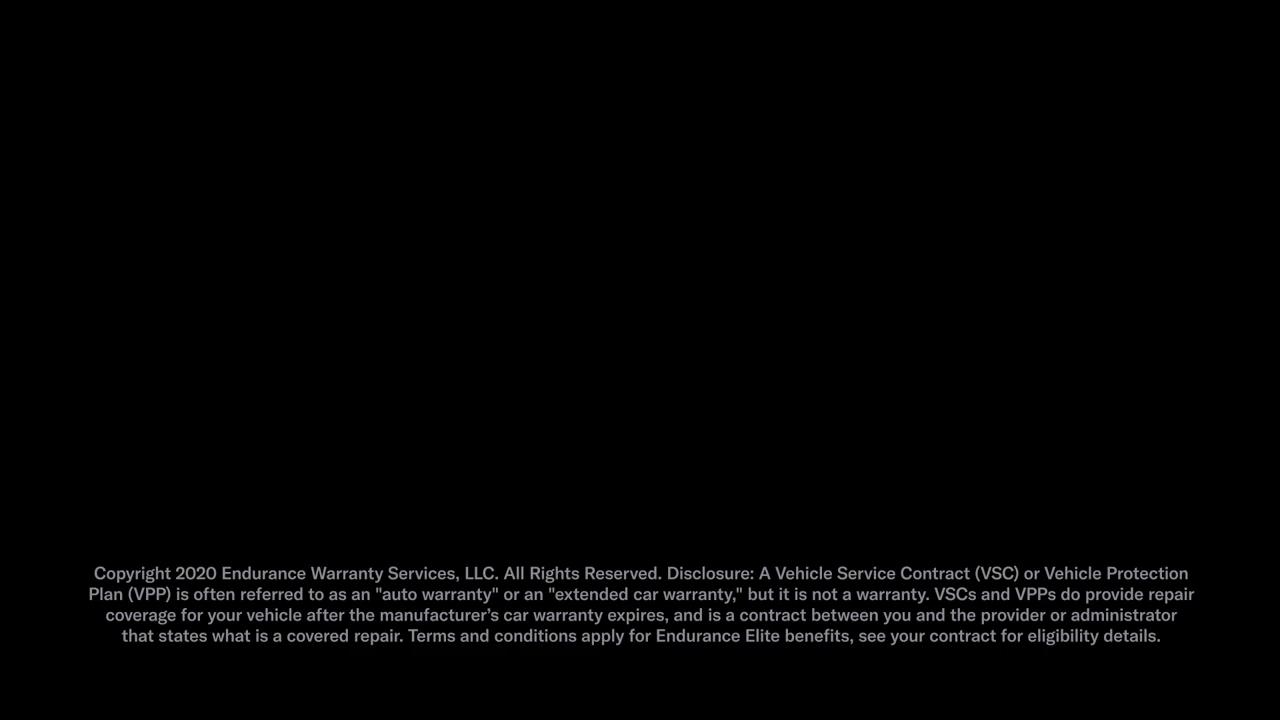 Copyright 2020 Endurance Warranty Services, LLC. All Rights Reserved. Disclosure: A Vehicle Service Contract (VSC) or Vehicle Protection
Plan (VPP) is often referred to as an "auto warranty" or an "extended car warranty," but it is not a warranty. VSCs and VPPs do provide repair
coverage for your vehicle after the manufacturer’s car warranty expires, and is a contract between you and the provider or administrator
that states what is a covered repair. Terms and conditions apply for Endurance Elite benefits, see your contract for eligibility details.